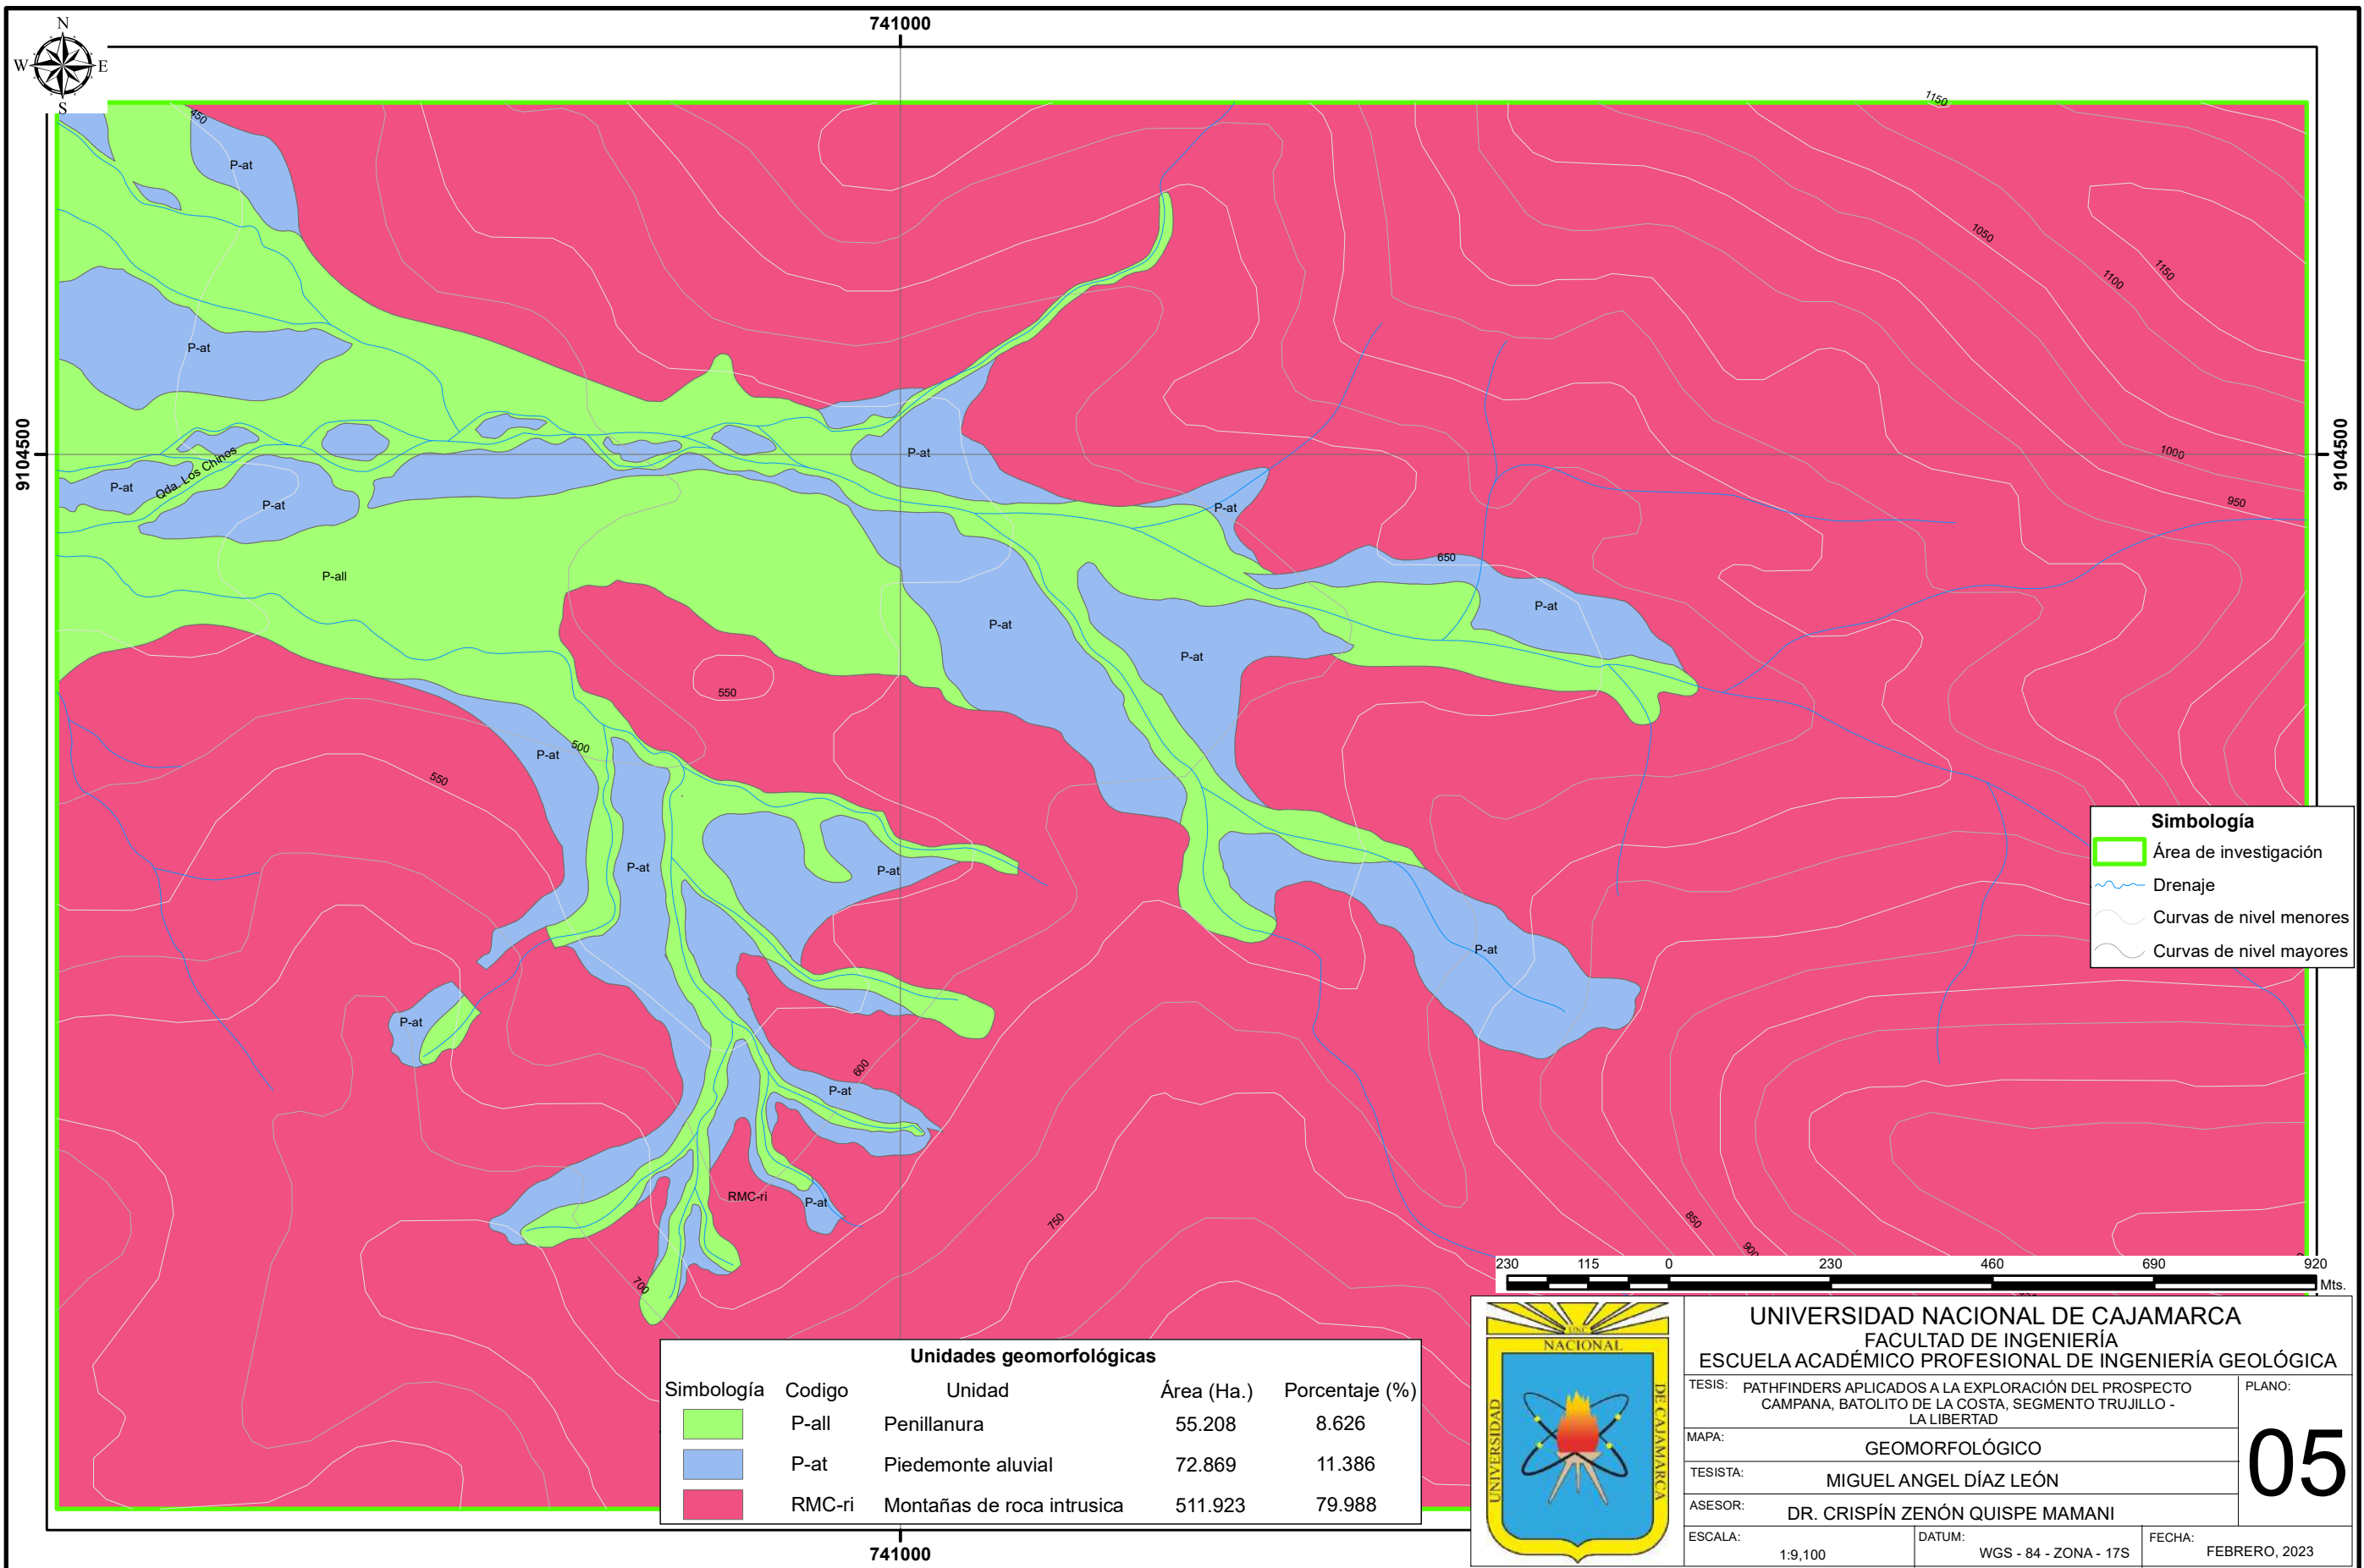 N
W E
S
741000
9104500
9104500
450
P-at
1150
1050
1150
1100
P-at
1000
950
P-at
Qda. Los Chinos
P-at
P-at
P-at
P-at
650
P-all
P-at
P-at
P-at
550
500
P-at
550
P-at
P-at
P-at
P-at
600
P-at
RMC-ri
P-at
700
750
850
900
Simbología
Área de investigación
Drenaje
Curvas de nivel menores
Curvas de nivel mayores
230 115 0 230 460 690 920
Mts.
Unidades geomorfológicas
Simbología Codigo Unidad Área (Ha.) Porcentaje (%)
P-all Penillanura 55.208 8.626
P-at Piedemonte aluvial 72.869 11.386
RMC-ri Montañas de roca intrusica 511.923 79.988
741000
UNC
NACIONAL
UNIVERSIDAD
DE CAJAMARCA
UNIVERSIDAD NACIONAL DE CAJAMARCA
FACULTAD DE INGENIERÍA
ESCUELA ACADÉMICO PROFESIONAL DE INGENIERÍA GEOLÓGICA
TESIS: PATHFINDERS APLICADOS A LA EXPLORACIÓN DEL PROSPECTO
CAMPANA, BATOLITO DE LA COSTA, SEGMENTO TRUJILLO -
LA LIBERTAD
PLANO:
05
MAPA: GEOMORFOLÓGICO
TESISTA: MIGUEL ANGEL DÍAZ LEÓN
ASESOR: DR. CRISPÍN ZENÓN QUISPE MAMANI
ESCALA: 1:9,100
DATUM: WGS - 84 - ZONA - 17S
FECHA: FEBRERO, 2023